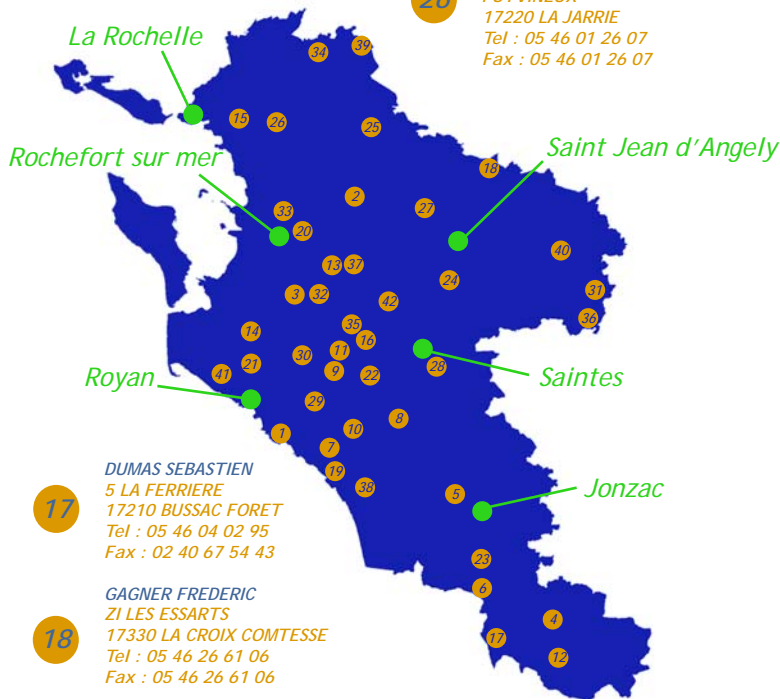 26
PUYVINEUX
17220 LA JARRIE
Tel : 05 46 01 26 07
Fax : 05 46 01 26 07
La Rochelle
34
39
15
26
25
Rochefort sur mer
Saint Jean d'Angely
18
2
27
33
20
40
13
37
24
31
3
32
42
36
35
14
16
11
30
21
41
9
22
28
Saintes
Royan
29
8
1
10
7
19
38
5
Jonzac
17
DUMAS SEBASTIEN
5 LA FERRIERE
17210 BUSSAC FORET
Tel : 05 46 04 02 95
Fax : 02 40 67 54 43
23
6
4
17
12
18
GAGNER FREDERIC
ZI LES ESSARTS
17330 LA CROIX COMTESSE
Tel : 05 46 26 61 06
Fax : 05 46 26 61 06